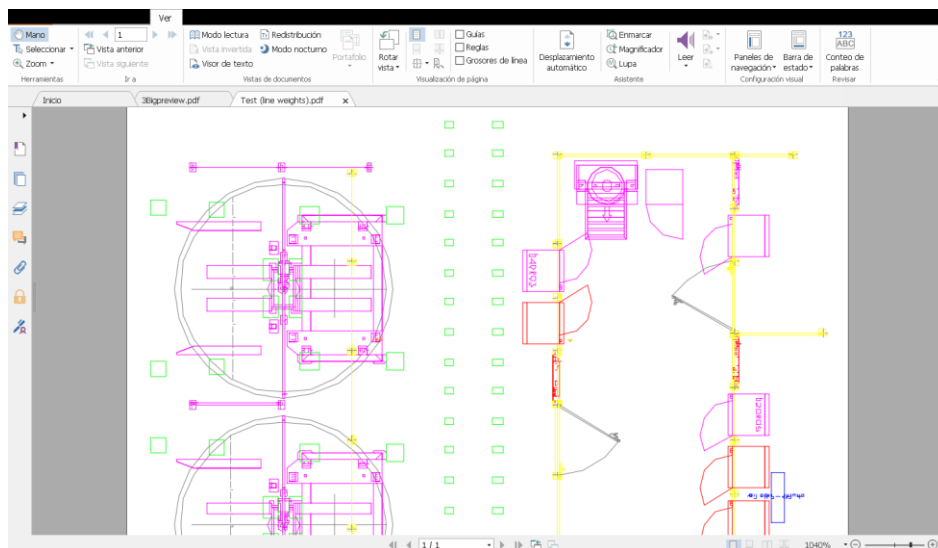 Ver
Mano
Seleccionar
Zoom
Herramientas
1
Vista anterior
Vista siguiente
Ir a
Modo lectura
Redistribución
Vista invertida
Modo nocturno
Visor de texto
Portafolio
Vistas de documentos
Rotar
vista
Guías
Reglas
Grosores de línea
Visualización de página
Desplazamiento
automático
Enmarcar
Magnificador
Lupa
Asistente
Leer
Paneles de
navegación
Barra de
estado
Configuración visual
123
ABC
Conteo de
palabras
Revisar
Inicio
3Bigpreview.pdf
Test (line weights).pdf
x
1 / 1
1040%